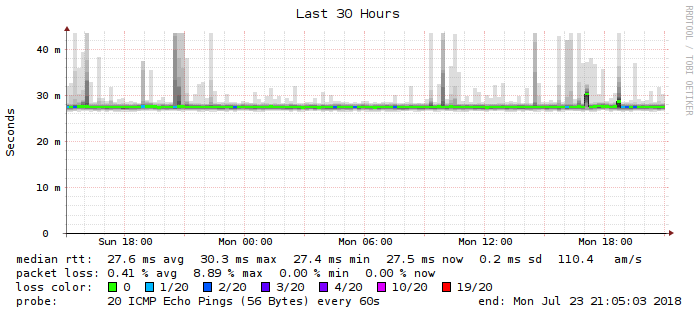 Last 30 Hours
RRDTOOL / TOBI OETIKER
Seconds
40 m
30 m
20 m
10 m
0
Sun 18:00 Mon 00:00 Mon 06:00 Mon 12:00 Mon 18:00
median rtt: 27.6 ms avg 30.3 ms max 27.4 ms min 27.5 ms now 0.2 ms sd 110.4 am/s
packet loss: 0.41 % avg 8.89 % max 0.00 % min 0.00 % now
loss color: 0 1/20 2/20 3/20 4/20 10/20 19/20
probe: 20 ICMP Echo Pings (56 Bytes) every 60s end: Mon Jul 23 21:05:03 2018